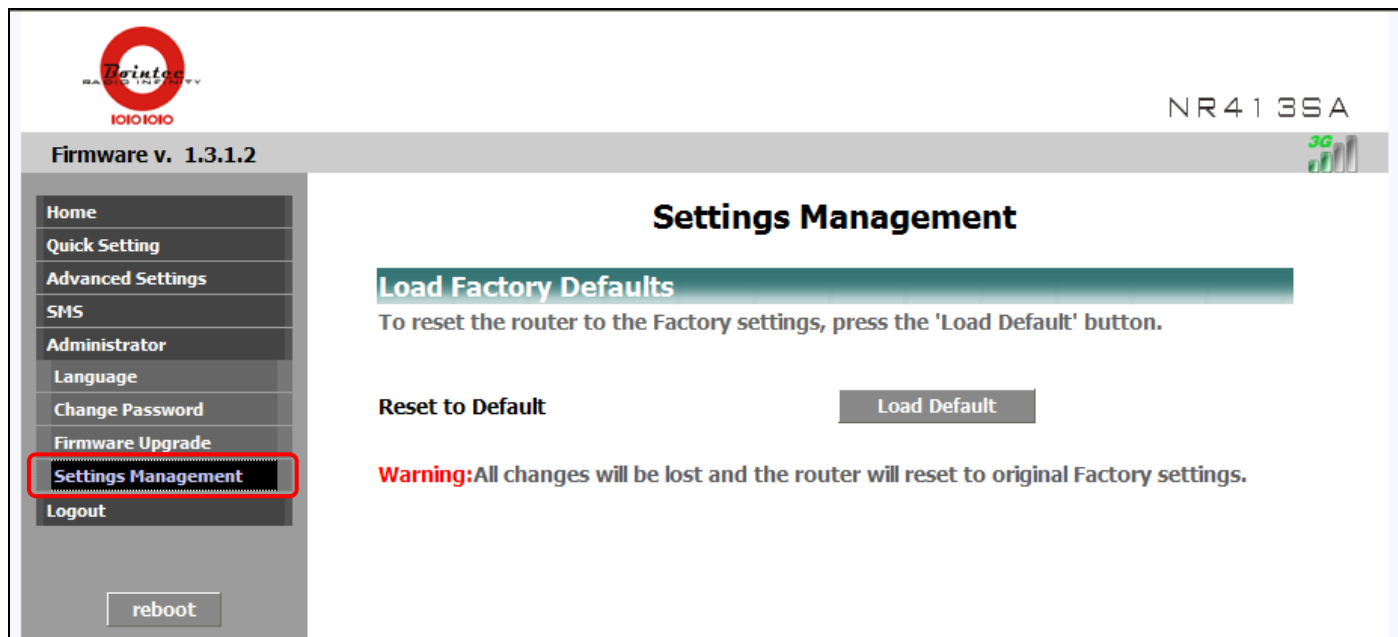 Brintec
RADIO INFINITY
IOIO IOIO
NR413SA
Firmware v. 1.3.1.2
3G
Home
Quick Setting
Advanced Settings
SMS
Administrator
Language
Change Password
Firmware Upgrade
Settings Management
Logout
reboot
Settings Management
Load Factory Defaults
To reset the router to the Factory settings, press the 'Load Default' button.
Reset to Default
Load Default
Warning:All changes will be lost and the router will reset to original Factory settings.